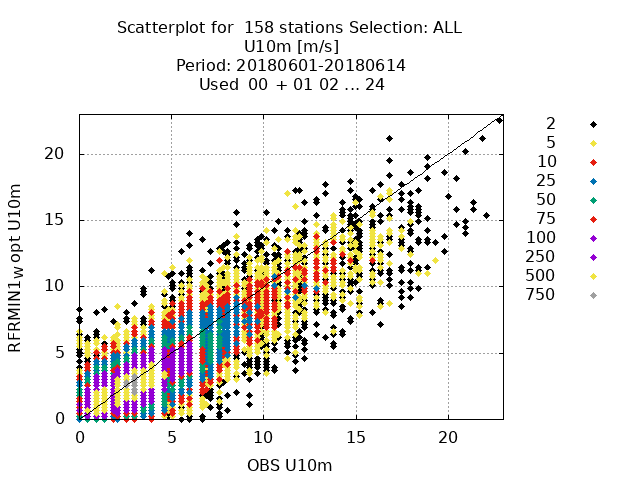 Scatterplot for 158 stations Selection: ALL
U10m [m/s]
Period: 20180601-20180614
Used 00 + 01 02 ... 24
RFRMIN1_W opt U10m
20
15
10
5
0
0 5 10 15 20
OBS U10m
2
5
10
25
50
75
100
250
500
750